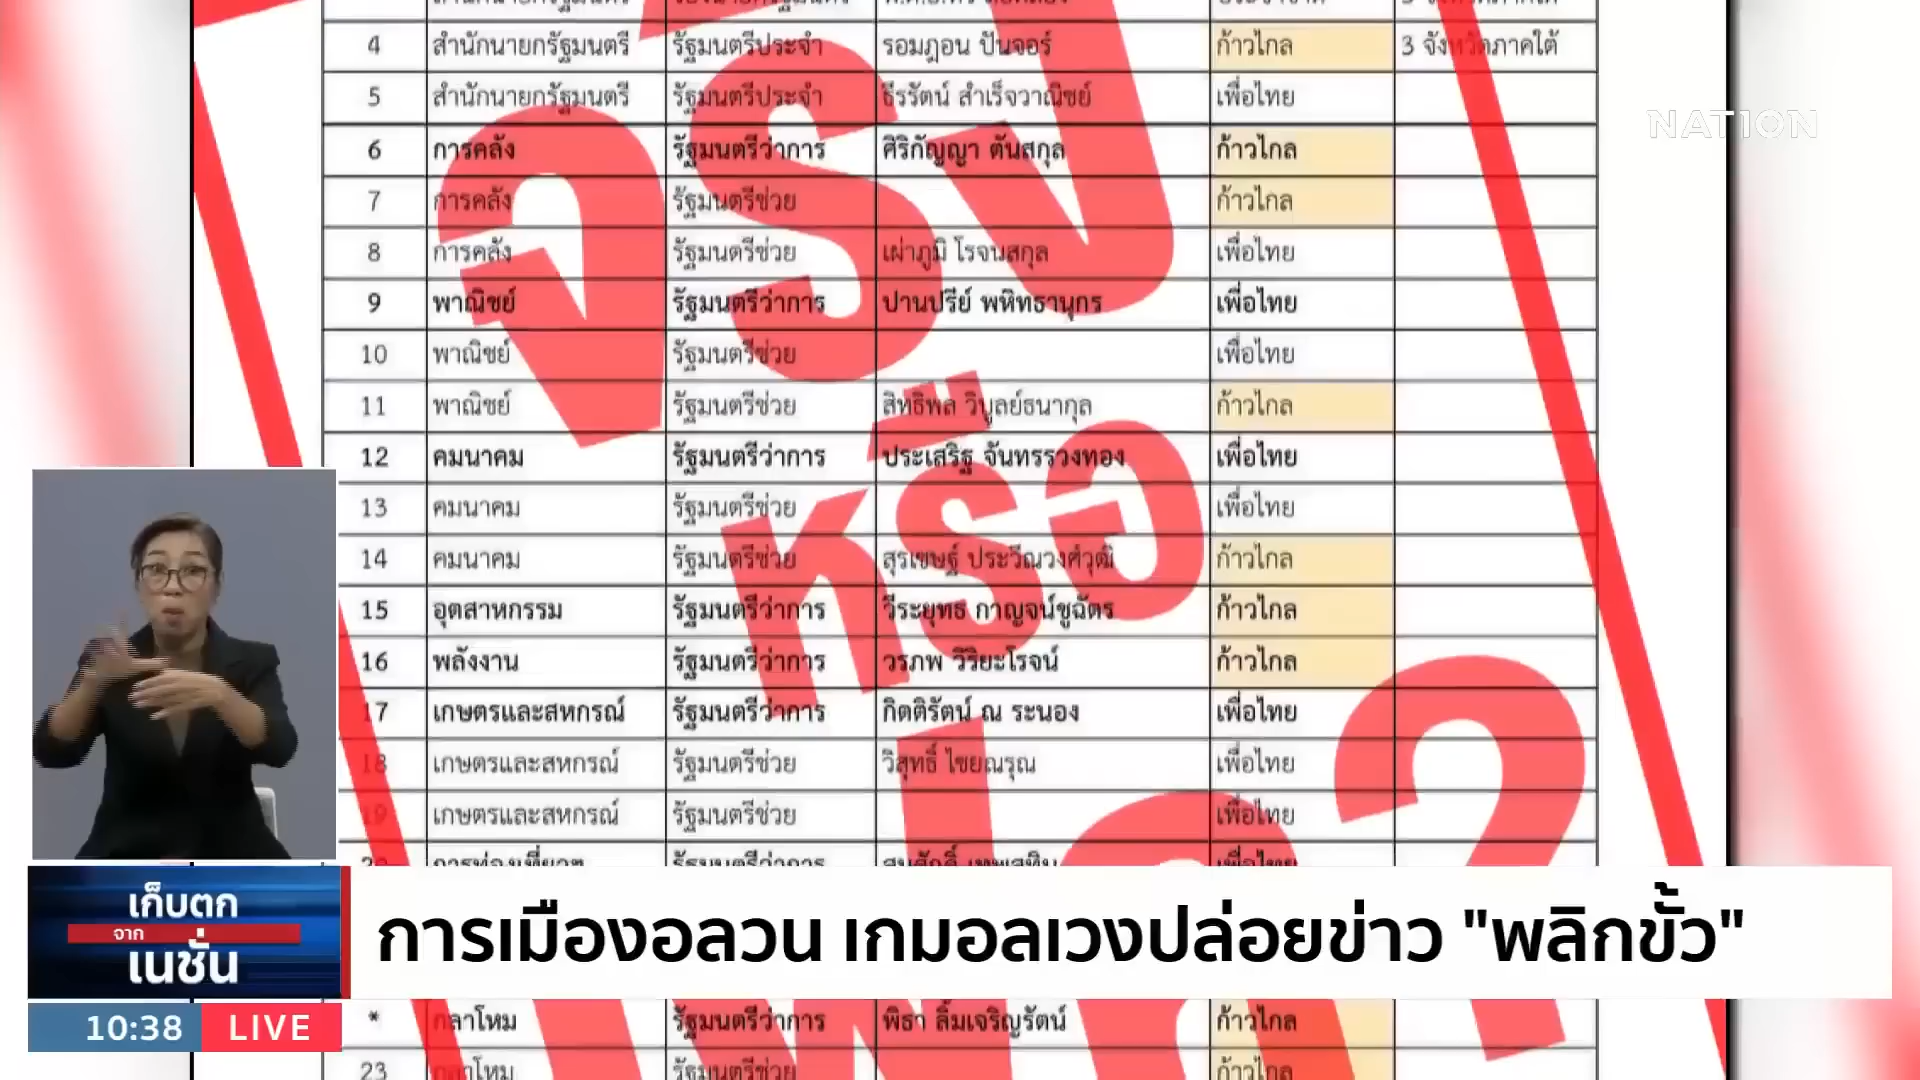 4 สำนักนายกรัฐมนตรี รัฐมนตรีประจำ รอมฎอน ปันจอร์ ก้าวไกล 3 จังหวัดภาคใต้
5 สำนักนายกรัฐมนตรี รัฐมนตรีประจำ ธีรรัตน์ สำเร็จวาณิชย์ เพื่อไทย
6 การคลัง รัฐมนตรีว่าการ ศิริกัญญา ตันสกุล ก้าวไกล
7 การคลัง รัฐมนตรีช่วย ก้าวไกล
8 การคลัง รัฐมนตรีช่วย เผ่าภูมิ โรจนสกุล เพื่อไทย
9 พาณิชย์ รัฐมนตรีว่าการ ปานปรีย์ พหิทธานุกร เพื่อไทย
10 พาณิชย์ รัฐมนตรีช่วย เพื่อไทย
11 พาณิชย์ รัฐมนตรีช่วย สิทธิพล วิบูลย์ธนากุล ก้าวไกล
12 คมนาคม รัฐมนตรีว่าการ ประเสริฐ จันทรรวงทอง เพื่อไทย
13 คมนาคม รัฐมนตรีช่วย เพื่อไทย
14 คมนาคม รัฐมนตรีช่วย สุรเชษฐ์ ประวีณวงศ์วุฒิ ก้าวไกล
15 อุตสาหกรรม รัฐมนตรีว่าการ วีระยุทธ กาญจน์ชูฉัตร ก้าวไกล
16 พลังงาน รัฐมนตรีว่าการ วรภพ วิริยะโรจน์ ก้าวไกล
17 เกษตรและสหกรณ์ รัฐมนตรีว่าการ กิตติรัตน์ ณ ระนอง เพื่อไทย
18 เกษตรและสหกรณ์ รัฐมนตรีช่วย วิสุทธิ์ ไชยณรุณ เพื่อไทย
19 เกษตรและสหกรณ์ รัฐมนตรีช่วย เพื่อไทย
* กลาโหม รัฐมนตรีว่าการ พิธา ลิ้มเจริญรัตน์ ก้าวไกล
23 กลาโหม รัฐมนตรีช่วย ก้าวไกล
จริง
หรือ
?
NATION
เก็บตก
จาก
เนชั่น
การเมืองอลวน เกมอลเวงปล่อยข่าว "พลิกขั้ว"
10:38 LIVE